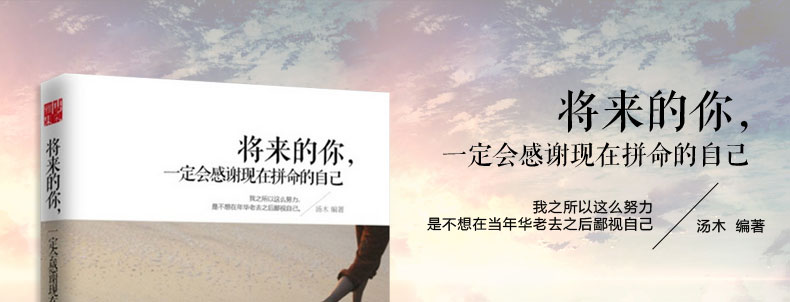 将来的你，
一定会感谢现在拼命的自己
我之所以这么努力，
是不想在年华老去之后鄙视自己。
汤木 编著
将来的你，
一定会感谢现
将来的你，
一定会感谢现在拼命的自己
我之所以这么努力
是不想在当年华老去之后鄙视自己
汤木 编著